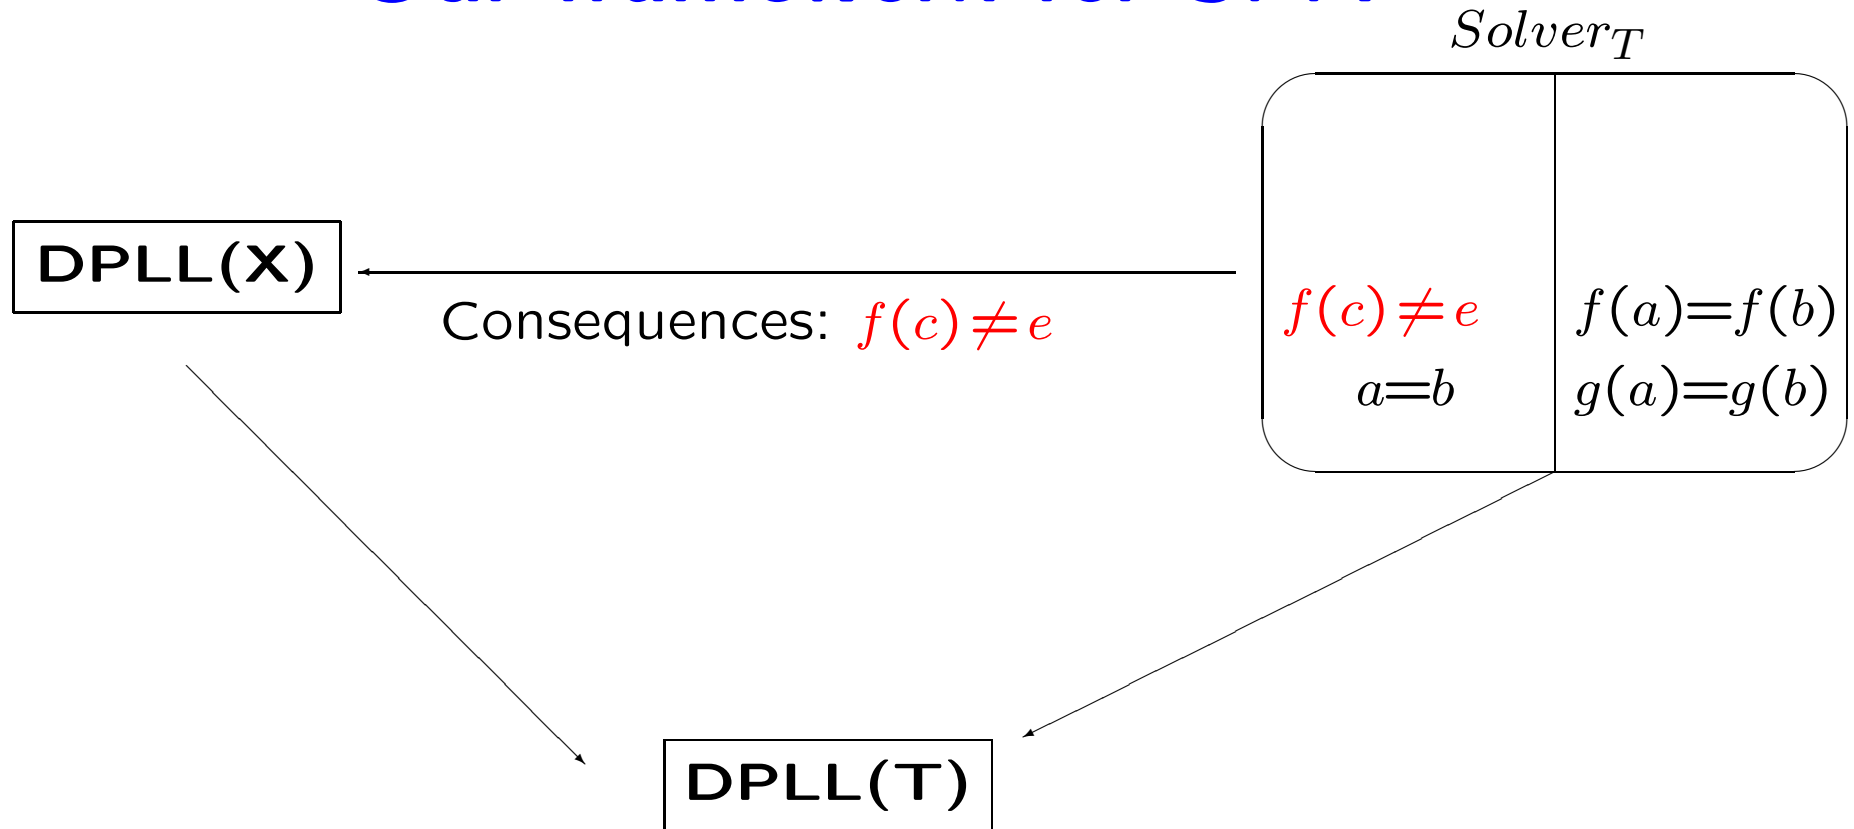 Solver_T
DPLL(X)
Consequences: f(c)≠e
f(c)≠e
a=b
f(a)=f(b)
g(a)=g(b)
DPLL(T)